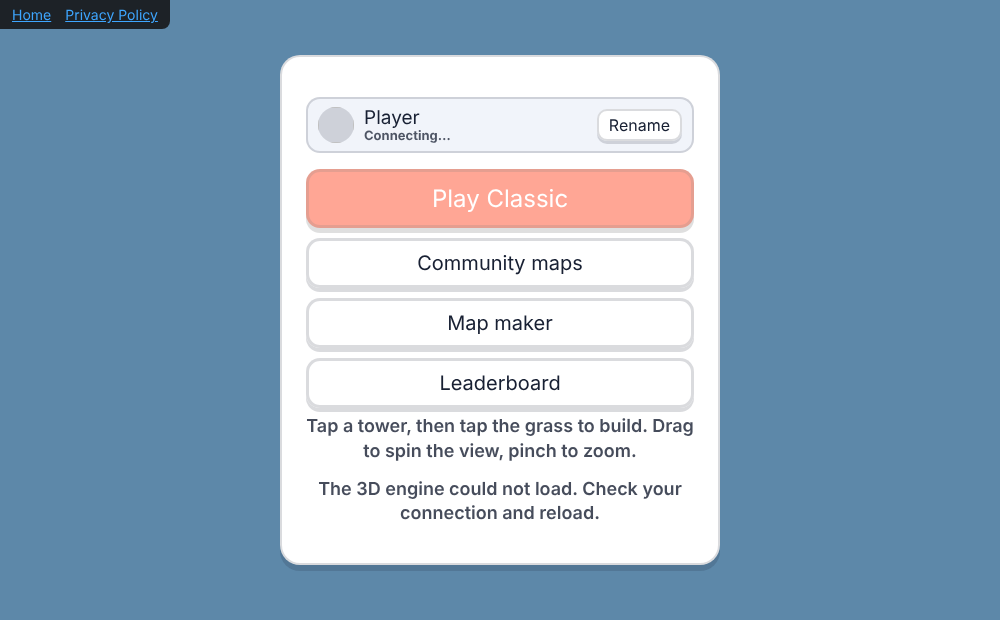 Home Privacy Policy
Player
Connecting...
Rename
Play Classic
Community maps
Map maker
Leaderboard
Tap a tower, then tap the grass to build. Drag
to spin the view, pinch to zoom.
The 3D engine could not load. Check your
connection and reload.